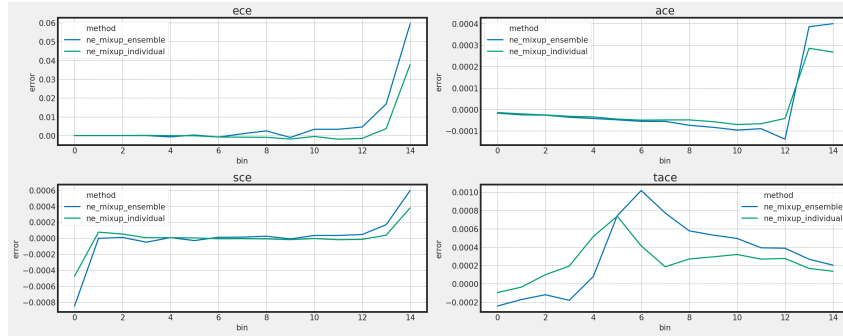 ece
0.06
0.05
0.04
0.03
0.02
0.01
0.00
error
method
ne_mixup_ensemble
ne_mixup_individual
0 2 4 6 8 10 12 14
bin
ace
0.0004
0.0003
0.0002
0.0001
0.0000
−0.0001
error
method
ne_mixup_ensemble
ne_mixup_individual
0 2 4 6 8 10 12 14
bin
sce
0.0006
0.0004
0.0002
0.0000
−0.0002
−0.0004
−0.0006
−0.0008
error
method
ne_mixup_ensemble
ne_mixup_individual
0 2 4 6 8 10 12 14
bin
tace
0.0010
0.0008
0.0006
0.0004
0.0002
0.0000
−0.0002
error
method
ne_mixup_ensemble
ne_mixup_individual
0 2 4 6 8 10 12 14
bin